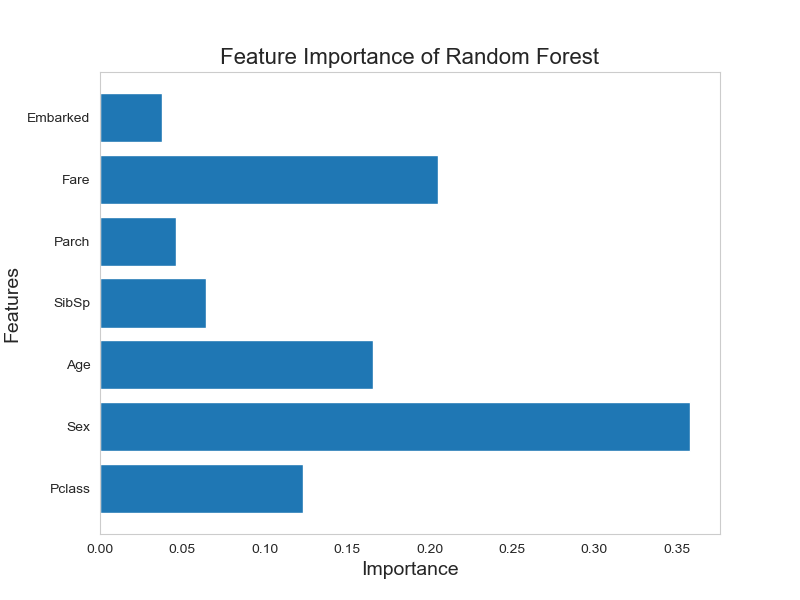 Feature Importance of Random Forest
Embarked
Fare
Parch
SibSp
Age
Sex
Pclass
Features
0.00 0.05 0.10 0.15 0.20 0.25 0.30 0.35
Importance